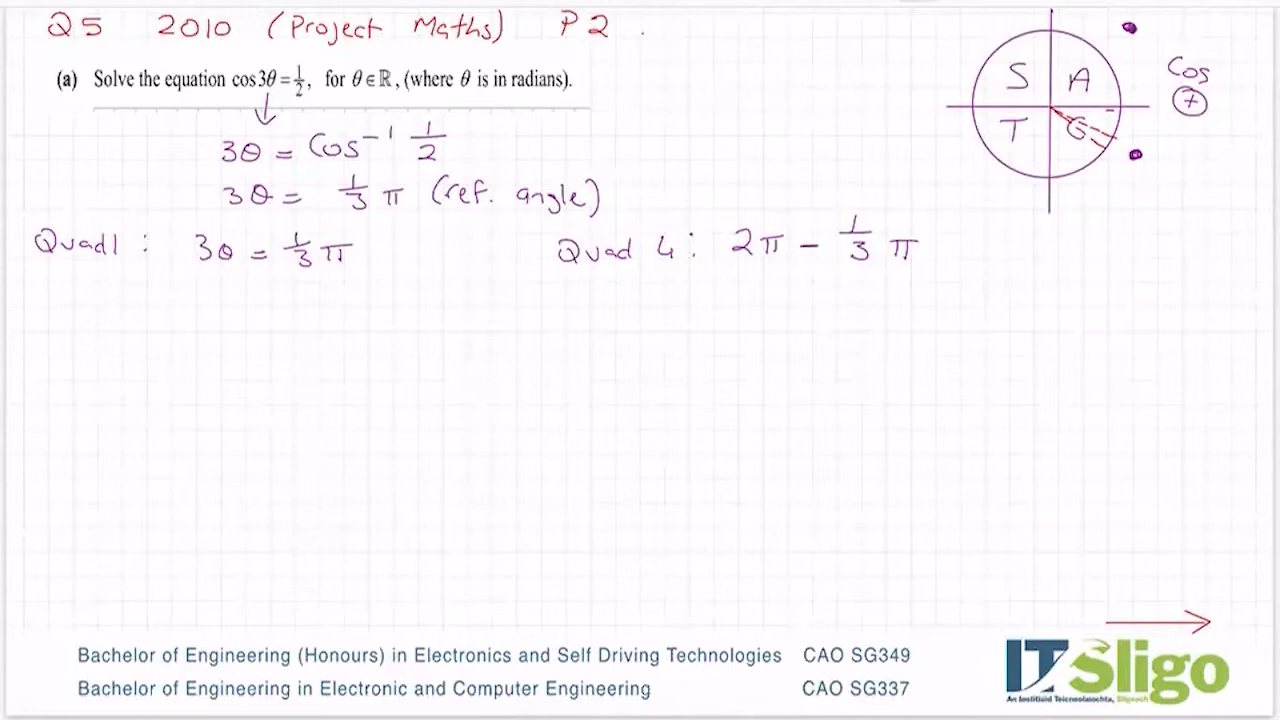 Q5 2010 (Project Maths) P2.
(a) Solve the equation cos3θ = 1/2, for θ ∈ ℝ, (where θ is in radians).
S A
T C
Cos
+
3θ = Cos⁻¹ 1/2
3θ = 1/3 π (ref. angle)
Quad1 : 3θ = 1/3 π
Quad 4 : 2π − 1/3 π
Bachelor of Engineering (Honours) in Electronics and Self Driving Technologies CAO SG349
Bachelor of Engineering in Electronic and Computer Engineering CAO SG337
IT Sligo
An Institiúid Teicneolaíochta, Sligeach